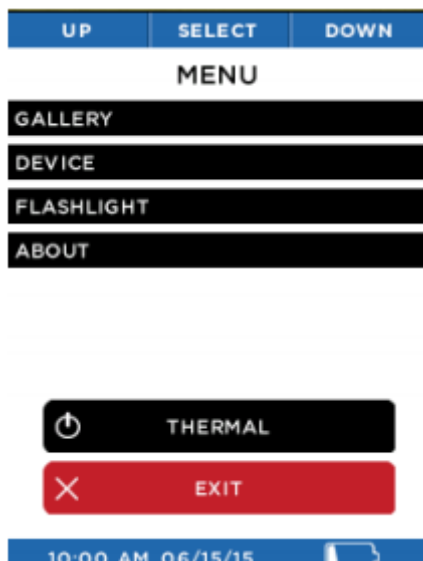 UP SELECT DOWN
MENU
GALLERY
DEVICE
FLASHLIGHT
ABOUT
THERMAL
EXIT
10:00 AM 06/15/15